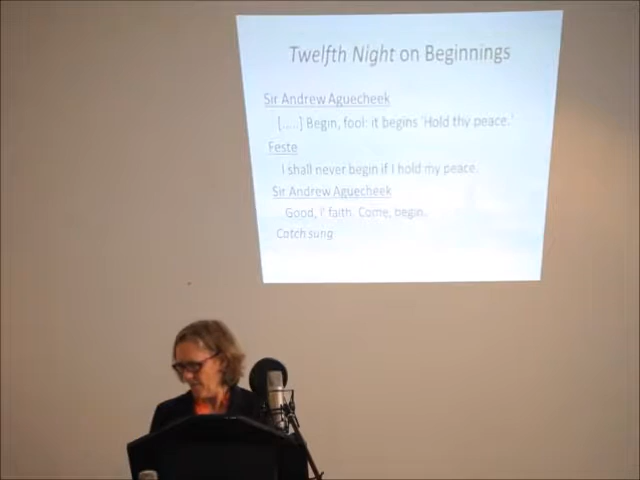 Twelfth Night on Beginnings
Sir Andrew Aguecheek
[.....] Begin, fool: it begins 'Hold thy peace.'
Feste
I shall never begin if I hold my peace.
Sir Andrew Aguecheek
Good, i' faith. Come, begin.
Catch sung